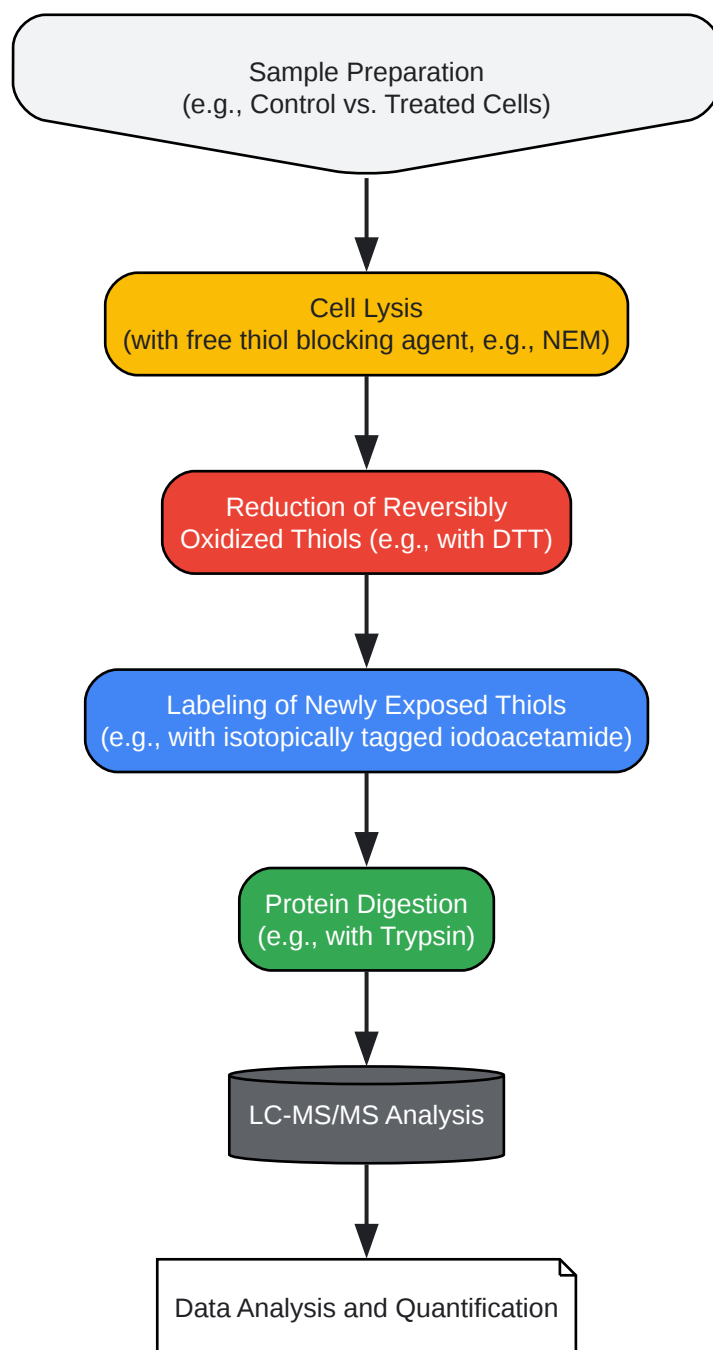 Sample Preparation
(e.g., Control vs. Treated Cells)
Cell Lysis
(with free thiol blocking agent, e.g., NEM)
Reduction of Reversibly
Oxidized Thiols (e.g., with DTT)
Labeling of Newly Exposed Thiols
(e.g., with isotopically tagged iodoacetamide)
Protein Digestion
(e.g., with Trypsin)
LC-MS/MS Analysis
Data Analysis and Quantification